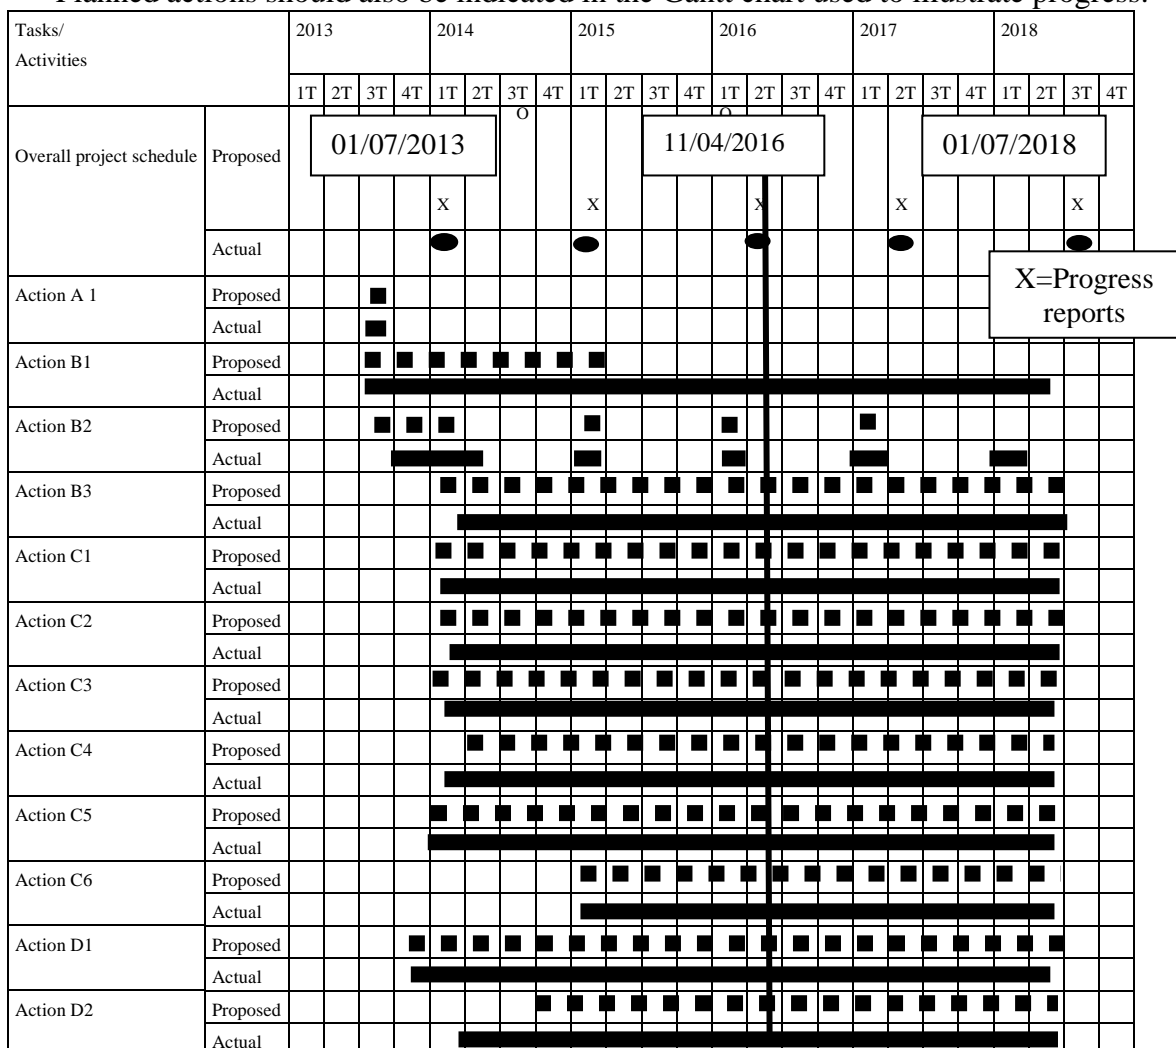 Planned actions should also be indicated in the Gantt chart used to illustrate progress.
Tasks/
Activities
2013 2014 2015 2016 2017 2018
1T 2T 3T 4T 1T 2T 3T 4T 1T 2T 3T 4T 1T 2T 3T 4T 1T 2T 3T 4T 1T 2T 3T 4T
O O
01/07/2013 11/04/2016 01/07/2018
Overall project schedule Proposed
X X X X X
Actual
X=Progress
reports
Action A 1 Proposed
Actual
Action B1 Proposed
Actual
Action B2 Proposed
Actual
Action B3 Proposed
Actual
Action C1 Proposed
Actual
Action C2 Proposed
Actual
Action C3 Proposed
Actual
Action C4 Proposed
Actual
Action C5 Proposed
Actual
Action C6 Proposed
Actual
Action D1 Proposed
Actual
Action D2 Proposed
Actual